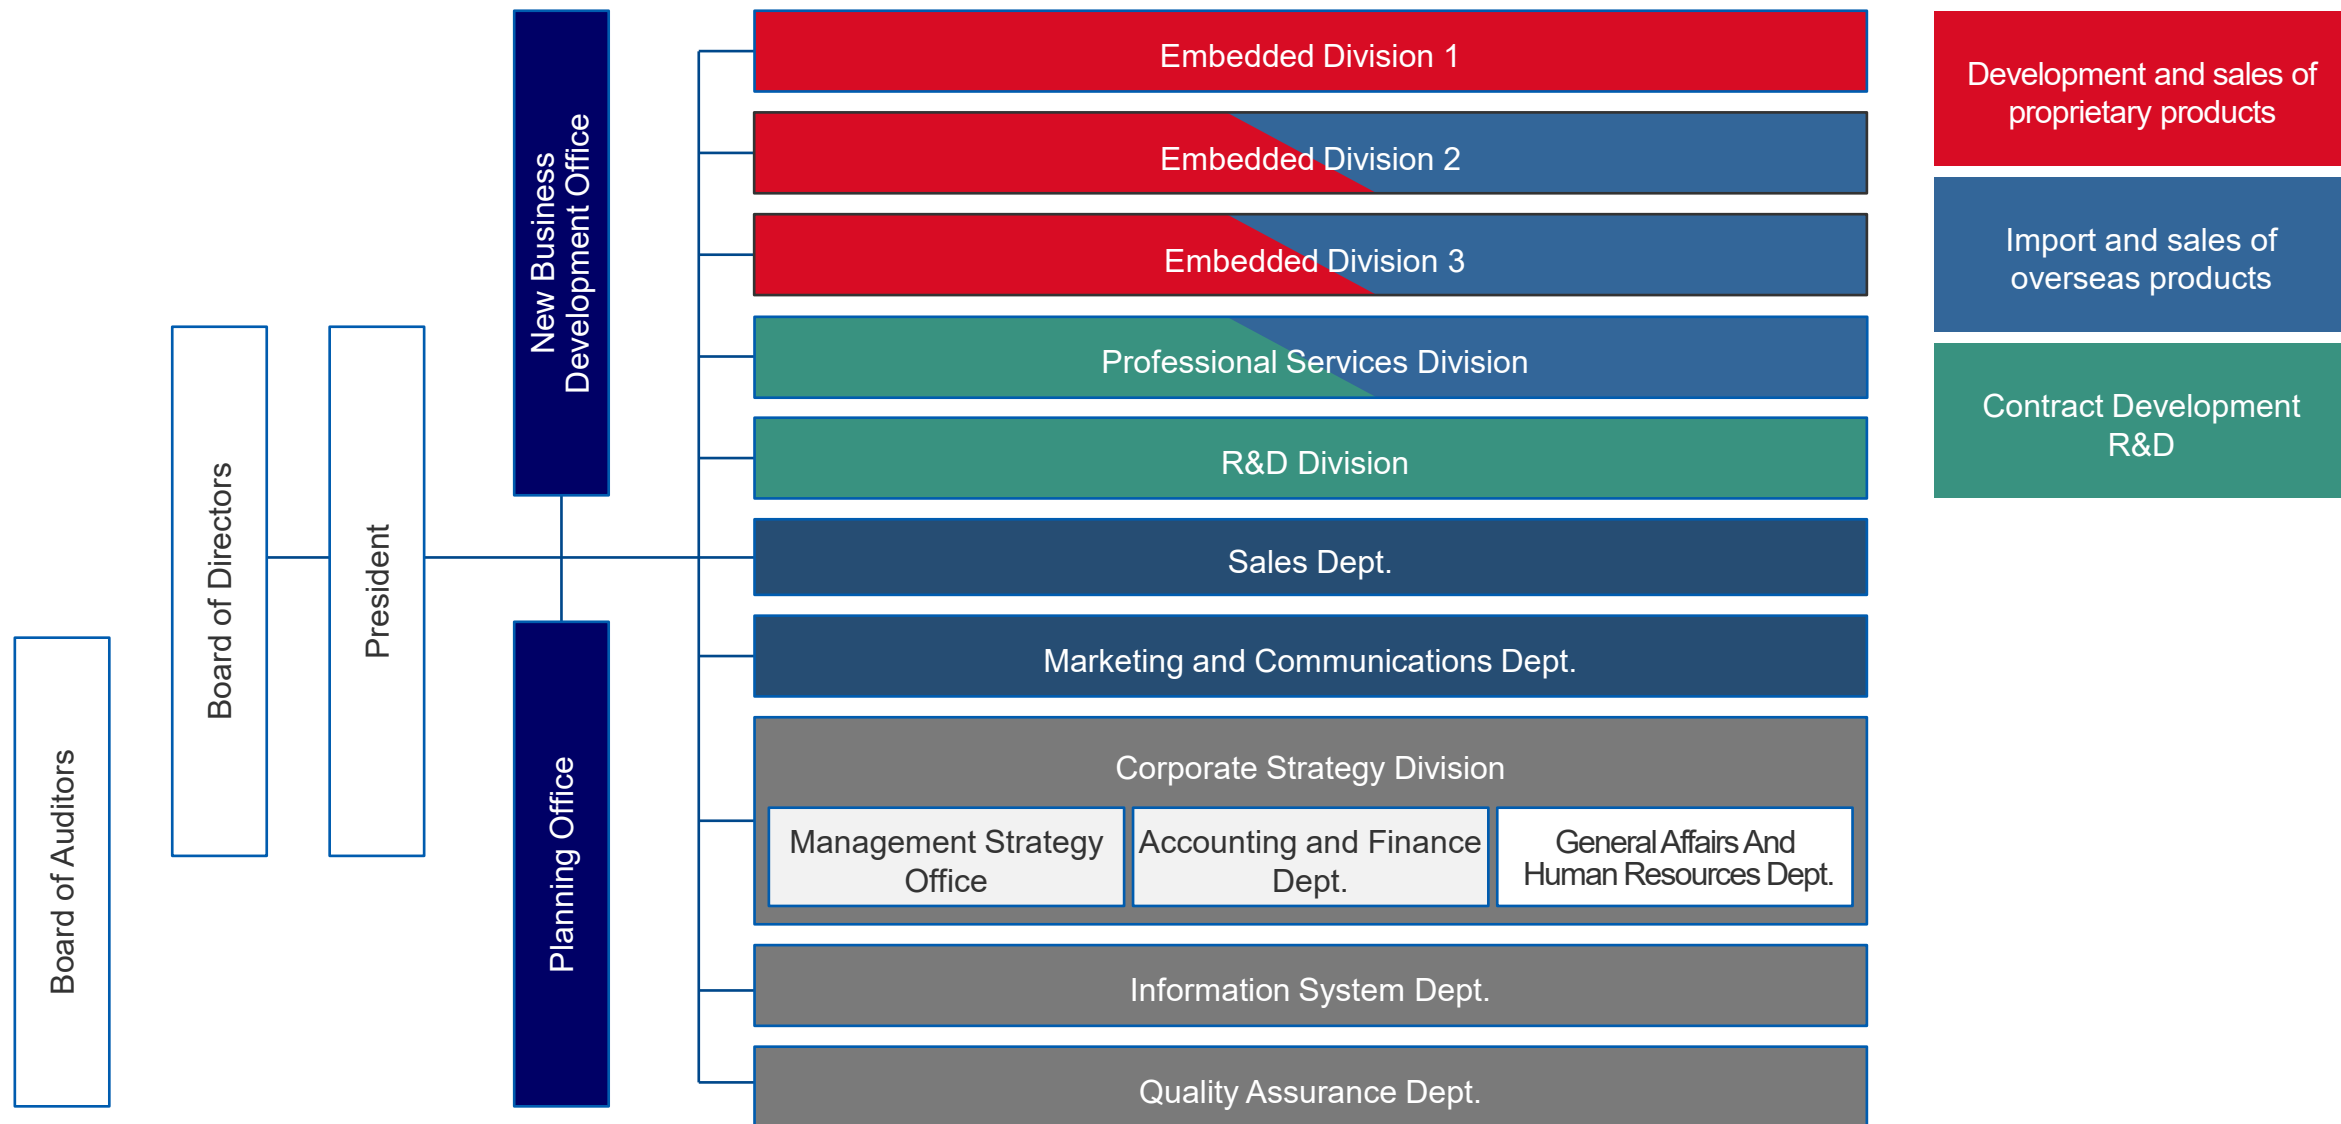 Board of Auditors
Board of Directors
President
New Business
Development Office
Planning Office
Embedded Division 1
Embedded Division 2
Embedded Division 3
Professional Services Division
R&D Division
Sales Dept.
Marketing and Communications Dept.
Corporate Strategy Division
Management Strategy
Office
Accounting and Finance
Dept.
General Affairs And
Human Resources Dept.
Information System Dept.
Quality Assurance Dept.
Development and sales of
proprietary products
Import and sales of
overseas products
Contract Development
R&D